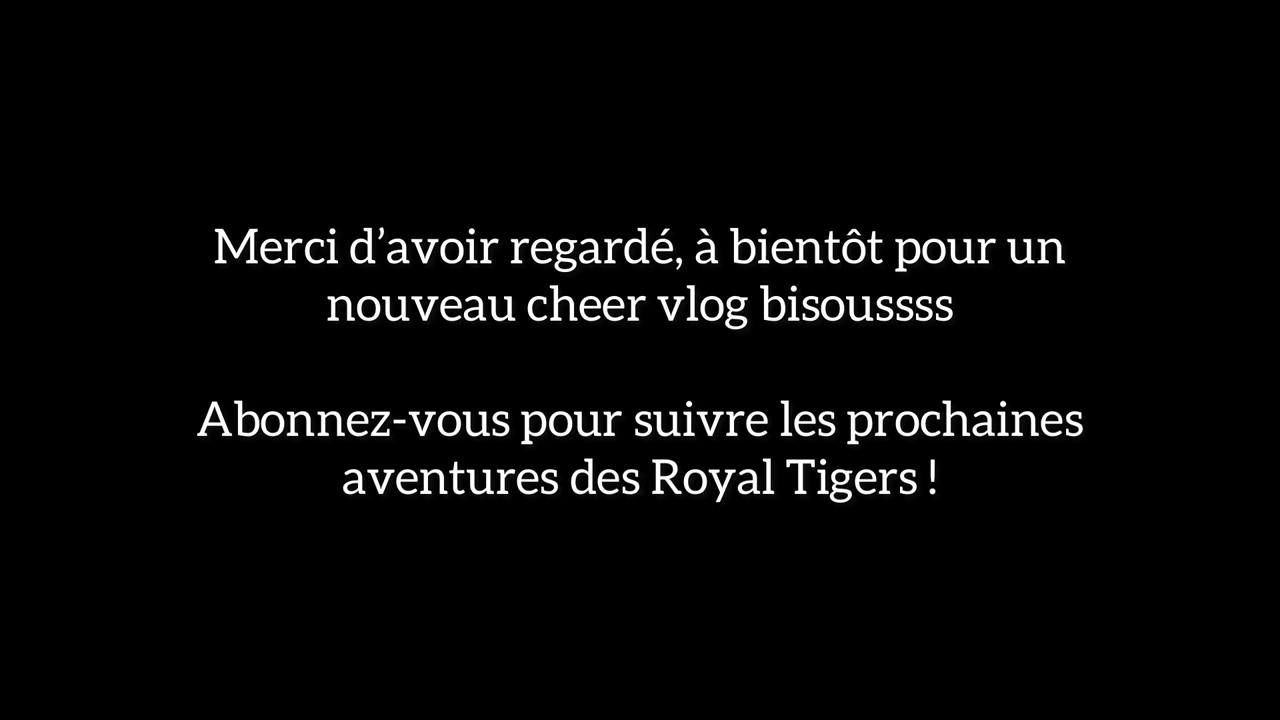 Merci d’avoir regardé, à bientôt pour un
nouveau cheer vlog bisoussss
Abonnez-vous pour suivre les prochaines
aventures des Royal Tigers !